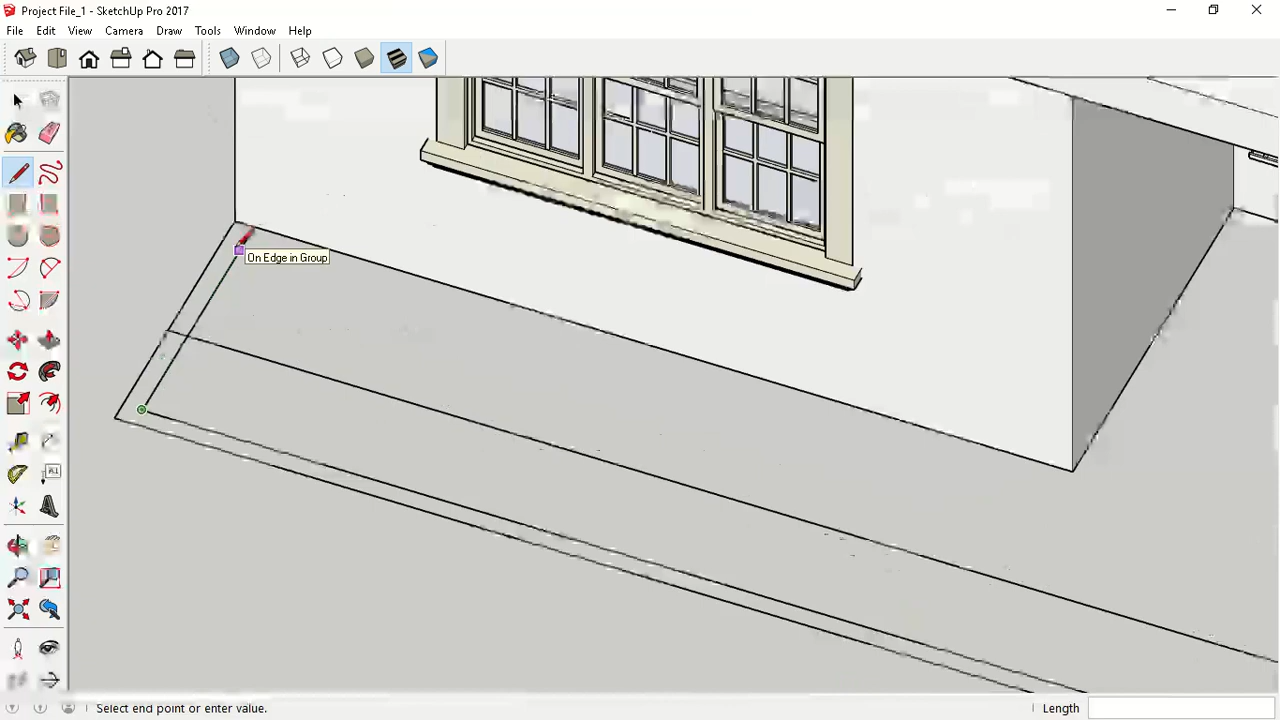 Project File_1 - SketchUp Pro 2017
File Edit View Camera Draw Tools Window Help
On Edge in Group
Select end point or enter value.
Length